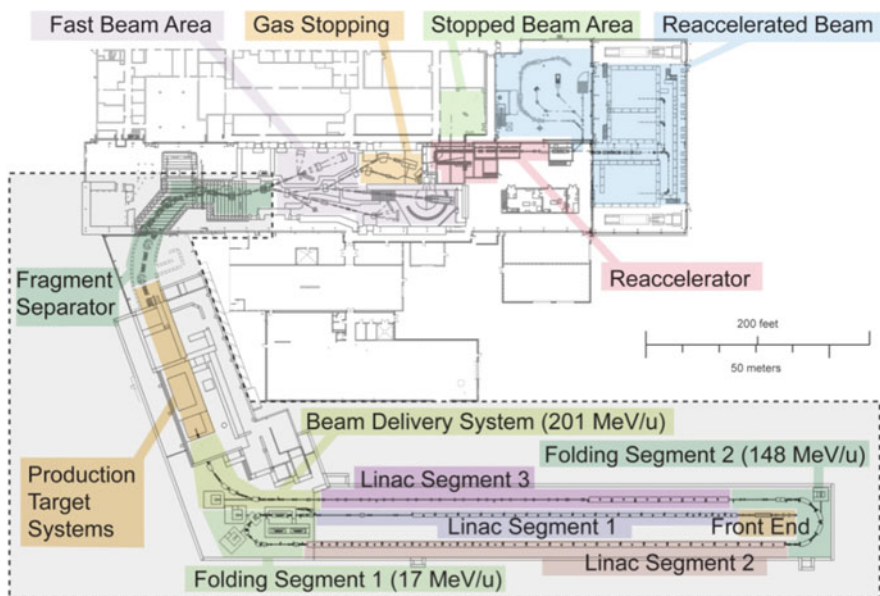 Fast Beam Area
Gas Stopping
Stopped Beam Area
Reaccelerated Beam
Fragment
Separator
Reaccelerator
200 feet
50 meters
Beam Delivery System (201 MeV/u)
Production
Target
Systems
Linac Segment 3
Folding Segment 2 (148 MeV/u)
Linac Segment 1
Front End
Linac Segment 2
Folding Segment 1 (17 MeV/u)